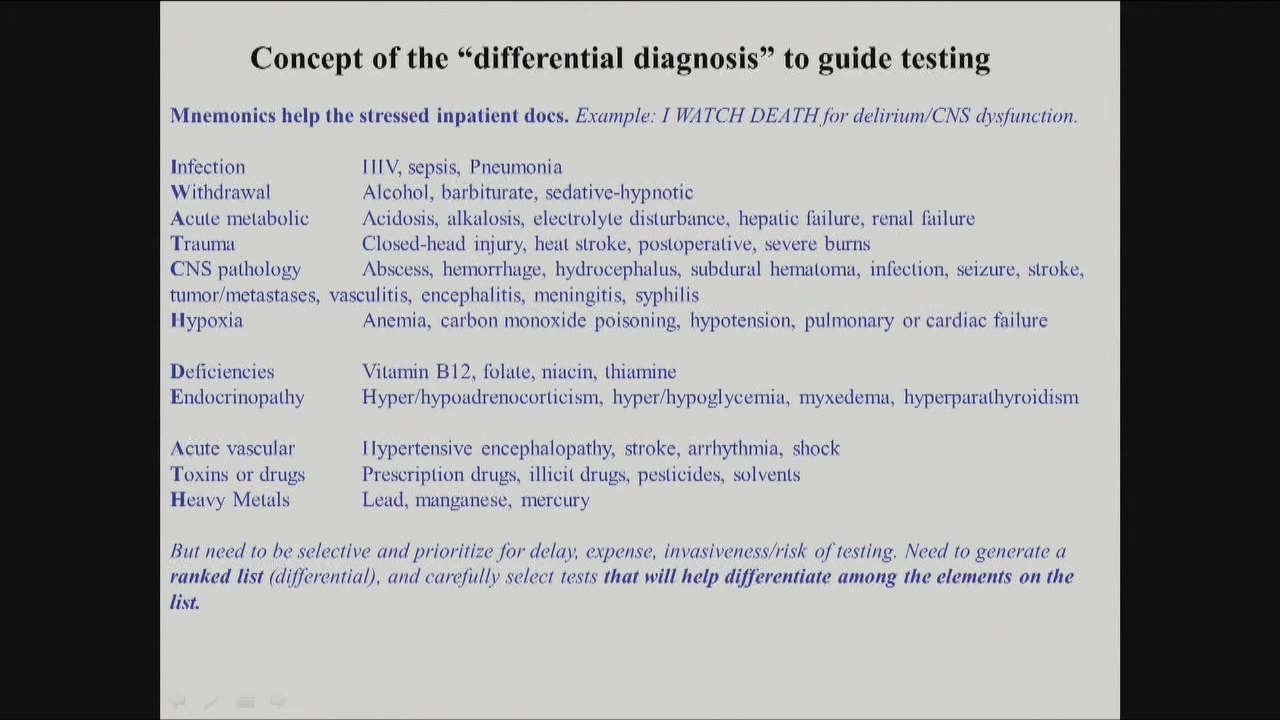 Concept of the “differential diagnosis” to guide testing
Mnemonics help the stressed inpatient docs. Example: I WATCH DEATH for delirium/CNS dysfunction.
Infection HIV, sepsis, Pneumonia
Withdrawal Alcohol, barbiturate, sedative-hypnotic
Acute metabolic Acidosis, alkalosis, electrolyte disturbance, hepatic failure, renal failure
Trauma Closed-head injury, heat stroke, postoperative, severe burns
CNS pathology Abscess, hemorrhage, hydrocephalus, subdural hematoma, infection, seizure, stroke,
tumor/metastases, vasculitis, encephalitis, meningitis, syphilis
Hypoxia Anemia, carbon monoxide poisoning, hypotension, pulmonary or cardiac failure
Deficiencies Vitamin B12, folate, niacin, thiamine
Endocrinopathy Hyper/hypoadrenocorticism, hyper/hypoglycemia, myxedema, hyperparathyroidism
Acute vascular Hypertensive encephalopathy, stroke, arrhythmia, shock
Toxins or drugs Prescription drugs, illicit drugs, pesticides, solvents
Heavy Metals Lead, manganese, mercury
But need to be selective and prioritize for delay, expense, invasiveness/risk of testing. Need to generate a
ranked list (differential), and carefully select tests that will help differentiate among the elements on the
list.